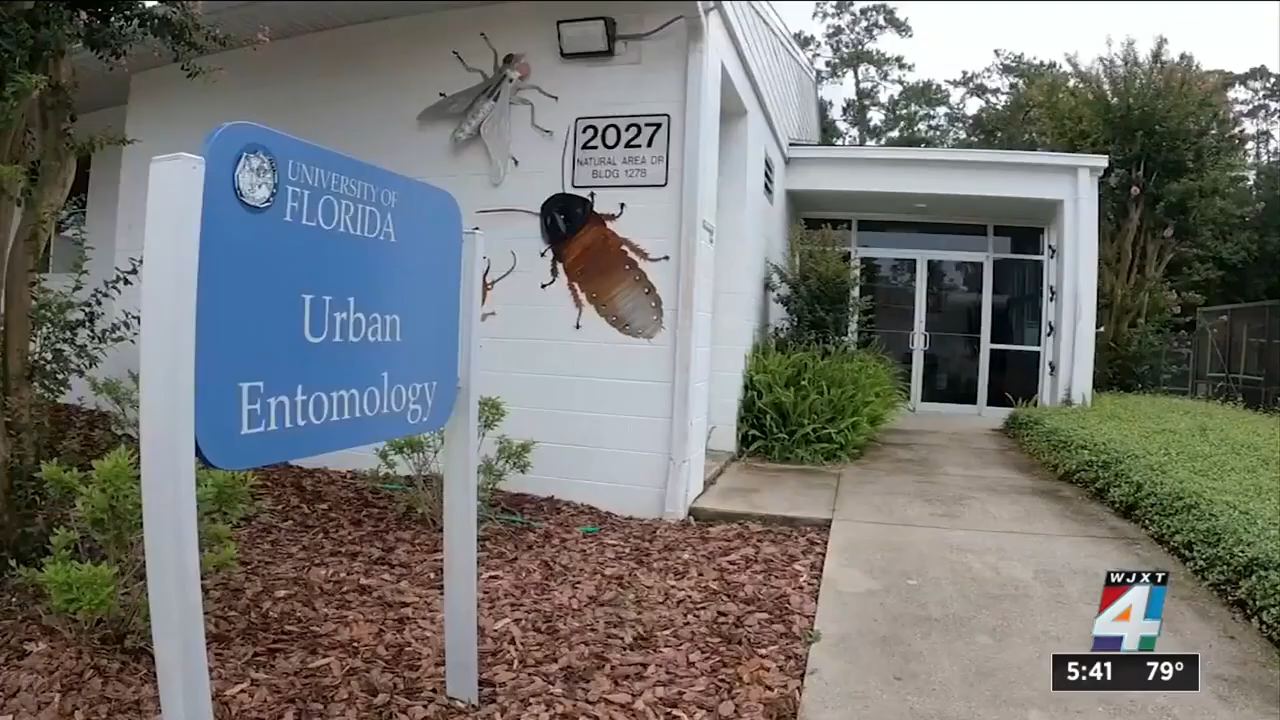 UNIVERSITY OF
FLORIDA
Urban
Entomology
2027
NATURAL AREA DR
BLDG 1278
WJXT
4
5:41 79°